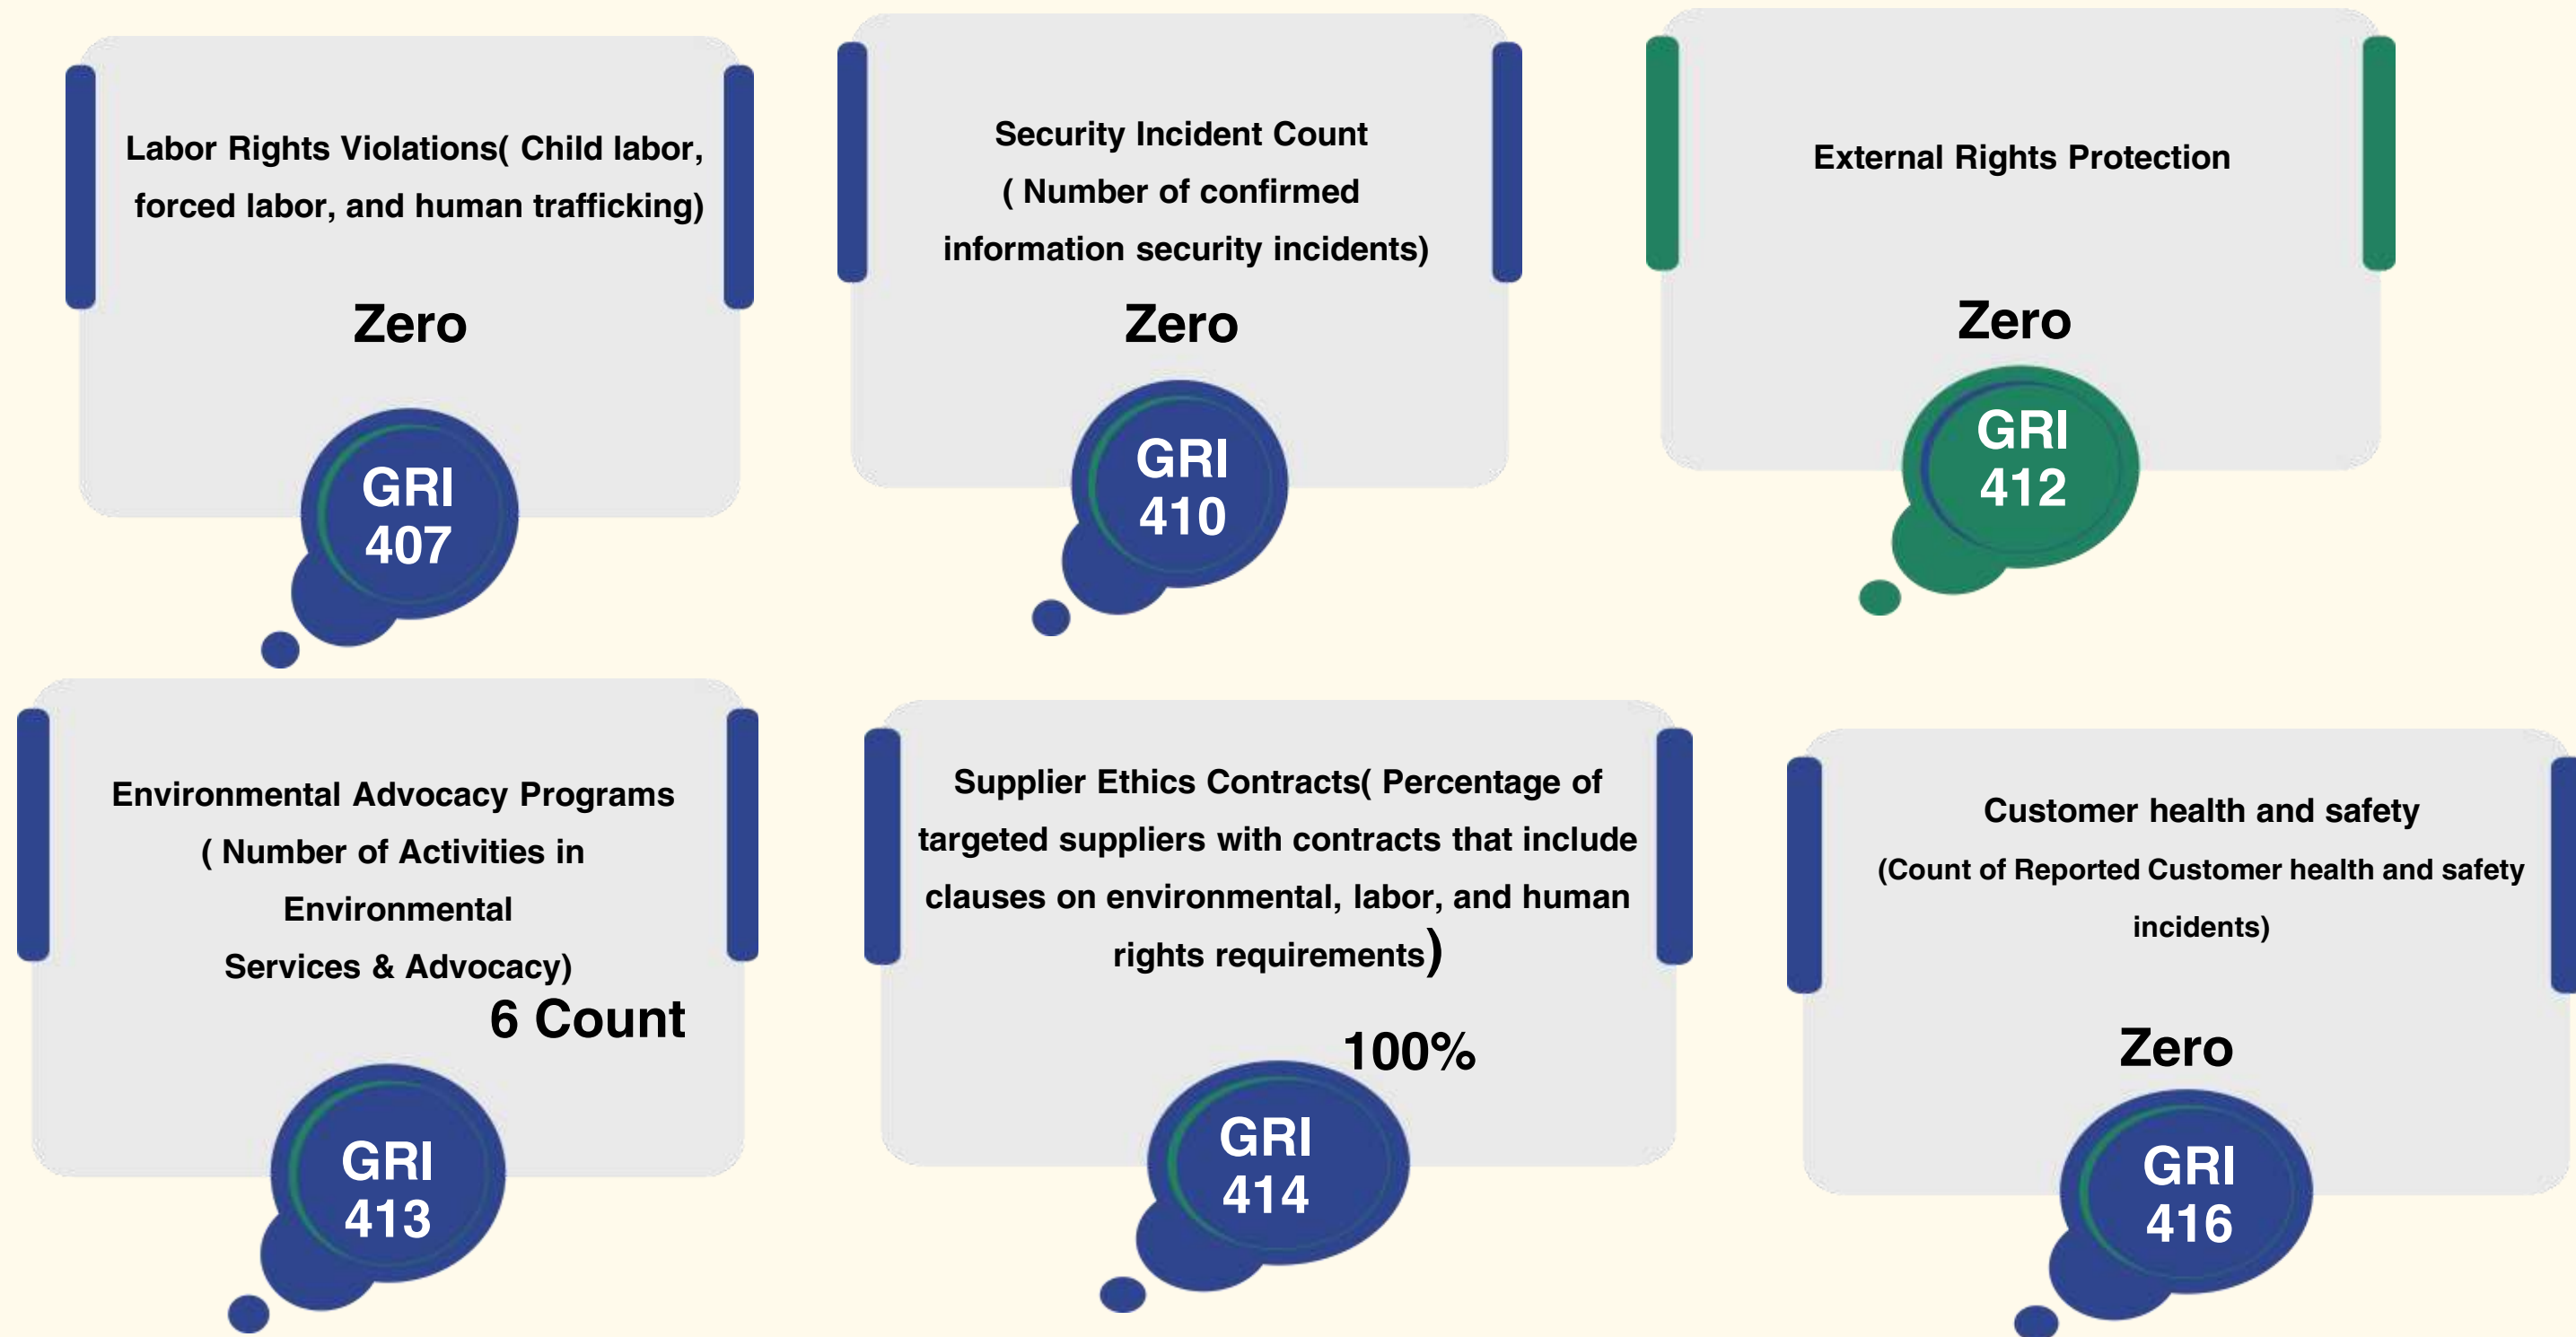 Labor Rights Violations( Child labor,
forced labor, and human trafficking)
Zero
GRI
407
Security Incident Count
( Number of confirmed
information security incidents)
Zero
GRI
410
External Rights Protection
Zero
GRI
412
Environmental Advocacy Programs
( Number of Activities in
Environmental
Services & Advocacy)
6 Count
GRI
413
Supplier Ethics Contracts( Percentage of
targeted suppliers with contracts that include
clauses on environmental, labor, and human
rights requirements)
100%
GRI
414
Customer health and safety
(Count of Reported Customer health and safety
incidents)
Zero
GRI
416